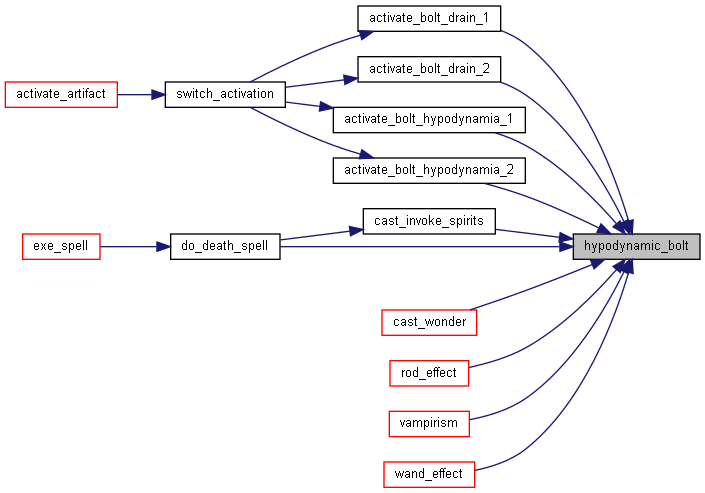 activate_bolt_drain_1
activate_bolt_drain_2
activate_artifact
switch_activation
activate_bolt_hypodynamia_1
activate_bolt_hypodynamia_2
cast_invoke_spirits
exe_spell
do_death_spell
hypodynamic_bolt
cast_wonder
rod_effect
vampirism
wand_effect